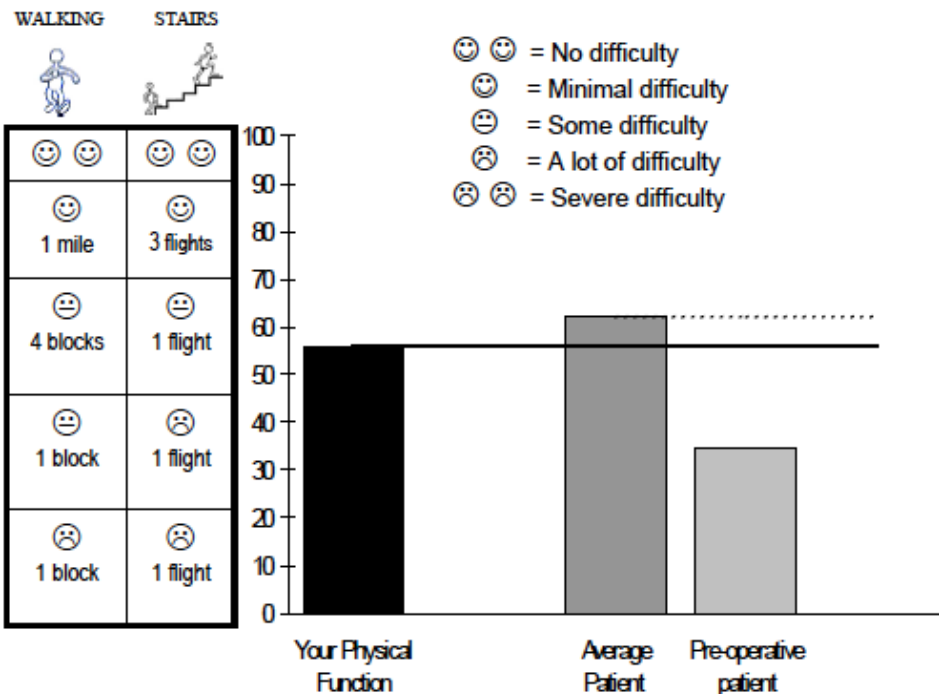 WALKING STAIRS
= No difficulty
= Minimal difficulty
= Some difficulty
= A lot of difficulty
= Severe difficulty
1 mile 3 flights
4 blocks 1 flight
1 block 1 flight
1 block 1 flight
100
90
80
70
60
50
40
30
20
10
0
Your Physical Function
Average Patient
Pre-operative patient